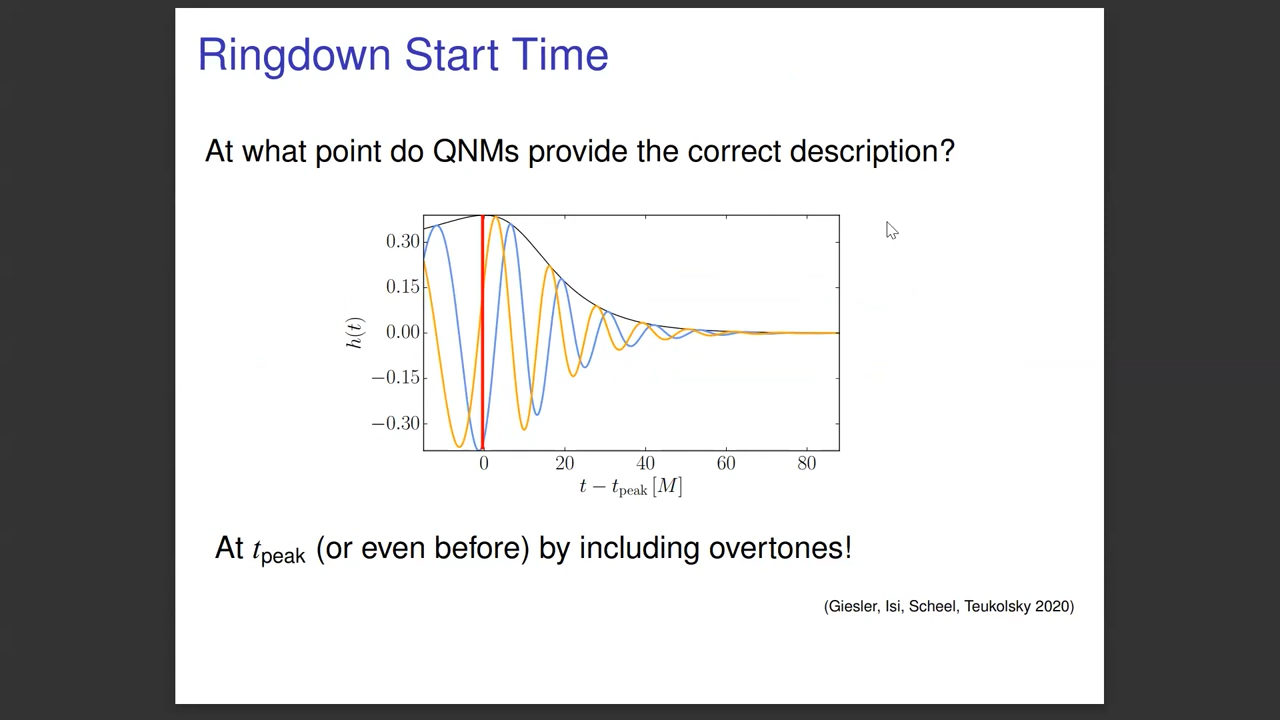 Ringdown Start Time
At what point do QNMs provide the correct description?
0.30
0.15
0.00
−0.15
−0.30
h(t)
0 20 40 60 80
t − tpeak [M]
At tpeak (or even before) by including overtones!
(Giesler, Isi, Scheel, Teukolsky 2020)